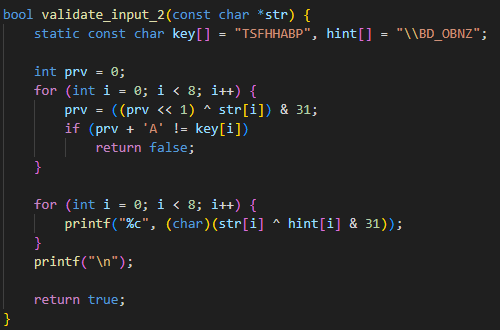 bool validate_input_2(const char *str) {
    static const char key[] = "TSFHHABP", hint[] = "\\BD_OBNZ";

    int prv = 0;
    for (int i = 0; i < 8; i++) {
        prv = ((prv << 1) ^ str[i]) & 31;
        if (prv + 'A' != key[i])
            return false;
    }

    for (int i = 0; i < 8; i++) {
        printf("%c", (char)(str[i] ^ hint[i] & 31));
    }
    printf("\n");

    return true;
}